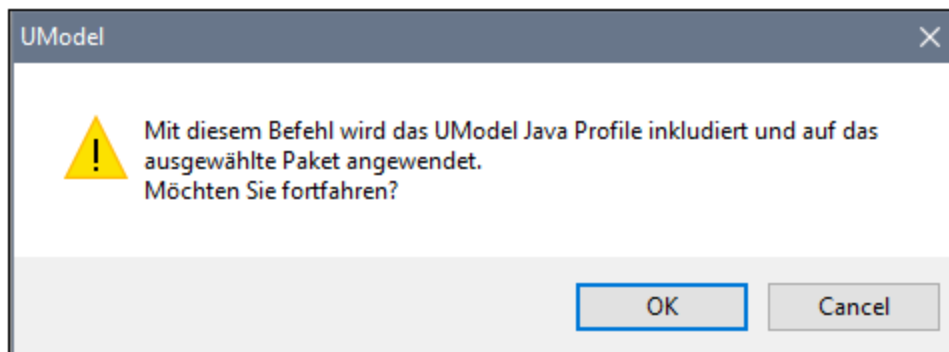 UModel
Mit diesem Befehl wird das UModel Java Profile inkludiert und auf das
ausgewählte Paket angewendet.
Möchten Sie fortfahren?
OK
Cancel